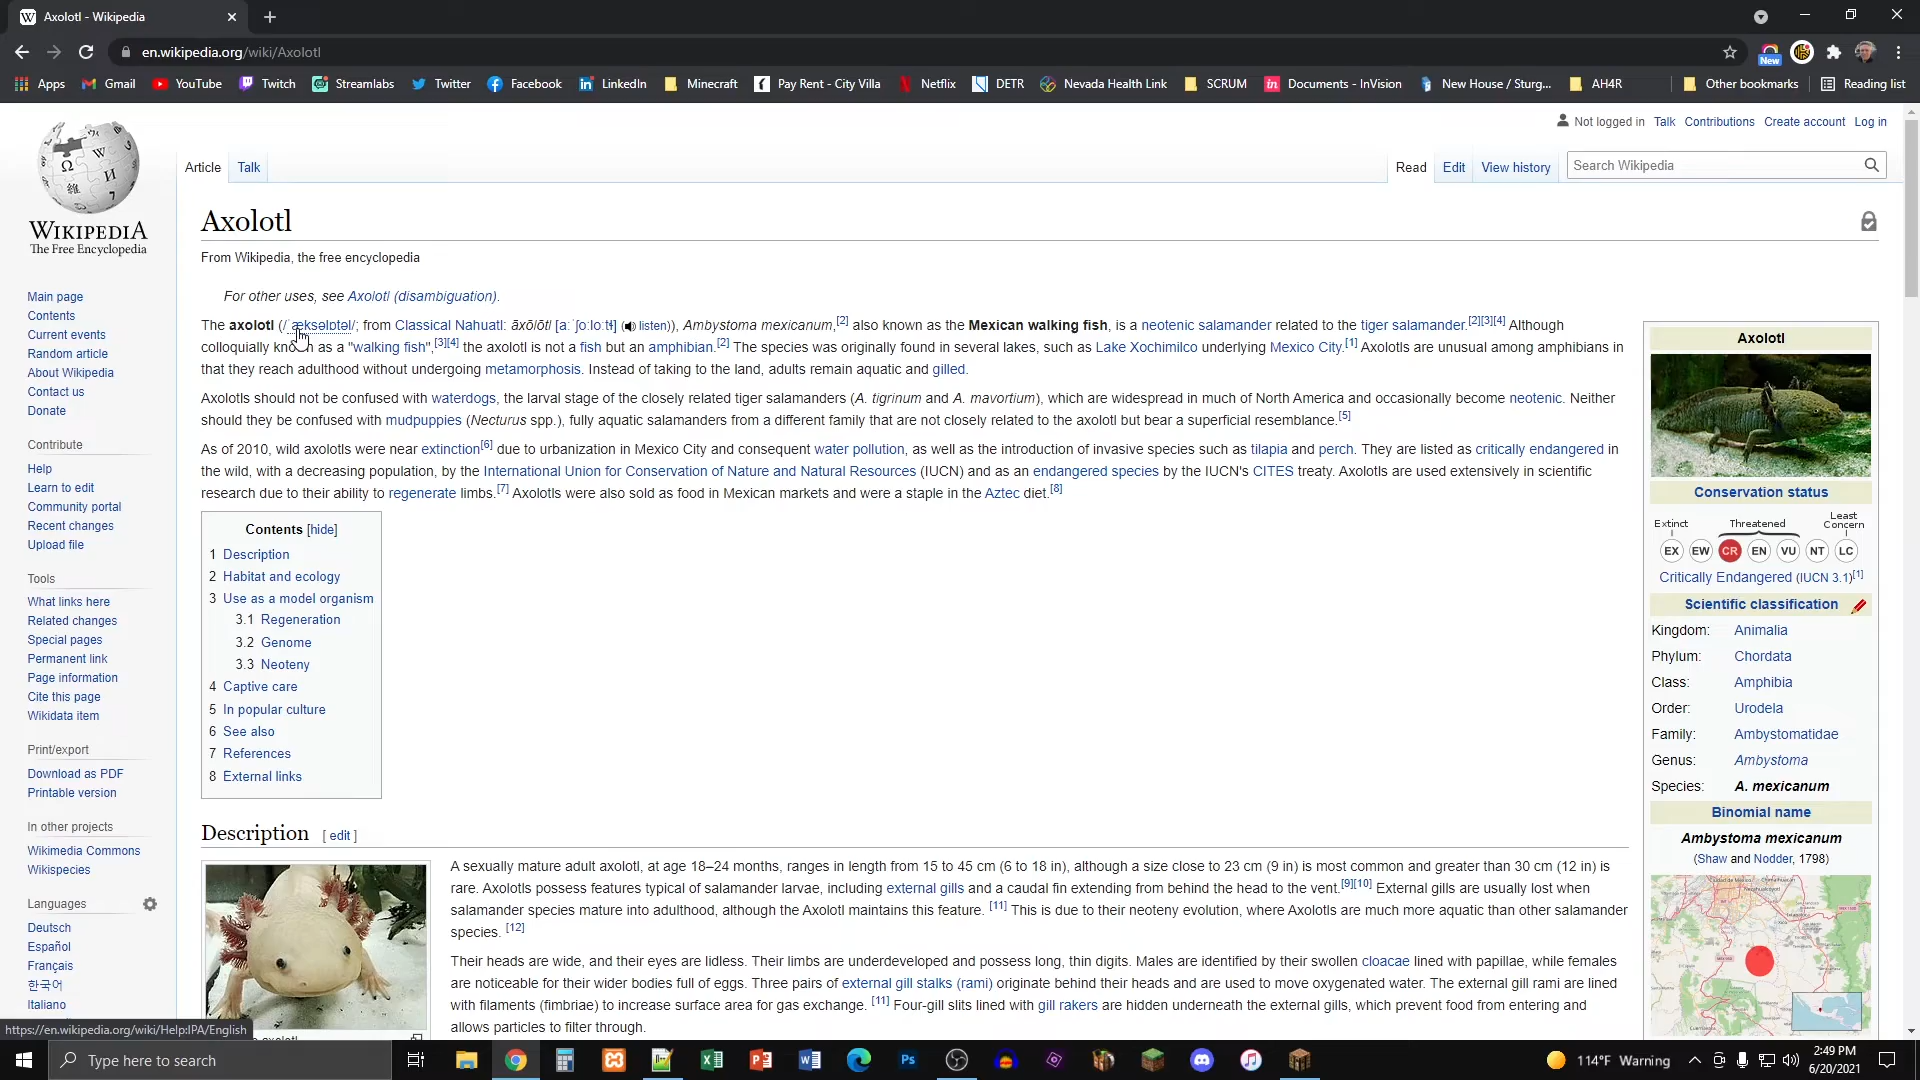 Axolotl - Wikipedia
en.wikipedia.org/wiki/Axolotl
New
Apps Gmail YouTube Twitch Streamlabs Twitter Facebook LinkedIn Minecraft Pay Rent - City Villa Netflix DETR Nevada Health Link SCRUM Documents - InVision New House / Sturg... AH4R Other bookmarks Reading list
WIKIPEDIA
The Free Encyclopedia
Main page
Contents
Current events
Random article
About Wikipedia
Contact us
Donate
Contribute
Help
Learn to edit
Community portal
Recent changes
Upload file
Tools
What links here
Related changes
Special pages
Permanent link
Page information
Cite this page
Wikidata item
Print/export
Download as PDF
Printable version
In other projects
Wikimedia Commons
Wikispecies
Languages
Deutsch
Español
Français
한국어
Italiano
https://en.wikipedia.org/wiki/Help:IPA/English
Not logged in Talk Contributions Create account Log in
Article Talk Read Edit View history Search Wikipedia
Axolotl
From Wikipedia, the free encyclopedia
For other uses, see Axolotl (disambiguation).
The axolotl (/ˈæksəlɒtəl/; from Classical Nahuatl: āxōlōtl [aːˈʃoːloːtɬ] (listen)), Ambystoma mexicanum,[2] also known as the Mexican walking fish, is a neotenic salamander related to the tiger salamander.[2][3][4] Although
colloquially known as a "walking fish",[3][4] the axolotl is not a fish but an amphibian.[2] The species was originally found in several lakes, such as Lake Xochimilco underlying Mexico City.[1] Axolotls are unusual among amphibians in
that they reach adulthood without undergoing metamorphosis. Instead of taking to the land, adults remain aquatic and gilled.
Axolotls should not be confused with waterdogs, the larval stage of the closely related tiger salamanders (A. tigrinum and A. mavortium), which are widespread in much of North America and occasionally become neotenic. Neither
should they be confused with mudpuppies (Necturus spp.), fully aquatic salamanders from a different family that are not closely related to the axolotl but bear a superficial resemblance.[5]
As of 2010, wild axolotls were near extinction[6] due to urbanization in Mexico City and consequent water pollution, as well as the introduction of invasive species such as tilapia and perch. They are listed as critically endangered in
the wild, with a decreasing population, by the International Union for Conservation of Nature and Natural Resources (IUCN) and as an endangered species by the IUCN's CITES treaty. Axolotls are used extensively in scientific
research due to their ability to regenerate limbs.[7] Axolotls were also sold as food in Mexican markets and were a staple in the Aztec diet.[8]
Contents [hide]
1 Description
2 Habitat and ecology
3 Use as a model organism
3.1 Regeneration
3.2 Genome
3.3 Neoteny
4 Captive care
5 In popular culture
6 See also
7 References
8 External links
Description [ edit ]
A sexually mature adult axolotl, at age 18–24 months, ranges in length from 15 to 45 cm (6 to 18 in), although a size close to 23 cm (9 in) is most common and greater than 30 cm (12 in) is
rare. Axolotls possess features typical of salamander larvae, including external gills and a caudal fin extending from behind the head to the vent.[9][10] External gills are usually lost when
salamander species mature into adulthood, although the Axolotl maintains this feature. [11] This is due to their neoteny evolution, where Axolotls are much more aquatic than other salamander
species. [12]
Their heads are wide, and their eyes are lidless. Their limbs are underdeveloped and possess long, thin digits. Males are identified by their swollen cloacae lined with papillae, while females
are noticeable for their wider bodies full of eggs. Three pairs of external gill stalks (rami) originate behind their heads and are used to move oxygenated water. The external gill rami are lined
with filaments (fimbriae) to increase surface area for gas exchange. [11] Four-gill slits lined with gill rakers are hidden underneath the external gills, which prevent food from entering and
allows particles to filter through.
Axolotl
Conservation status
Extinct Threatened Least Concern
EX EW CR EN VU NT LC
Critically Endangered (IUCN 3.1)[1]
Scientific classification
Kingdom: Animalia
Phylum: Chordata
Class: Amphibia
Order: Urodela
Family: Ambystomatidae
Genus: Ambystoma
Species: A. mexicanum
Binomial name
Ambystoma mexicanum
(Shaw and Nodder, 1798)
Type here to search
114°F Warning
2:49 PM
6/20/2021